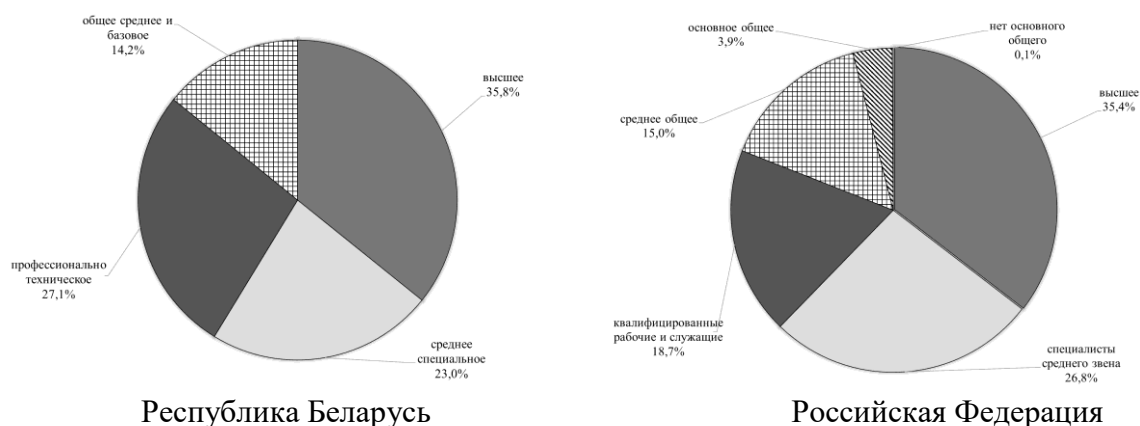 общее среднее и
базовое
14,2%
высшее
35,8%
профессионально
техническое
27,1%
среднее
специальное
23,0%
Республика Беларусь
основное общее
3,9%
нет основного
общего
0,1%
высшее
35,4%
среднее общее
15,0%
квалифицированные
рабочие и служащие
18,7%
специалисты
среднего звена
26,8%
Российская Федерация